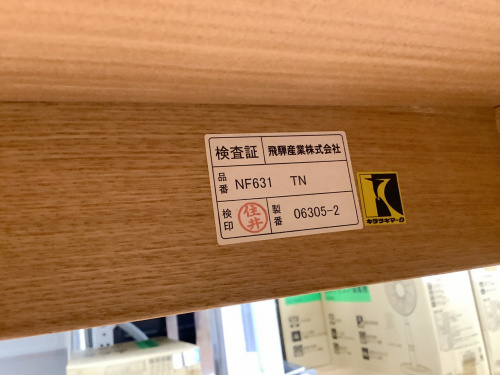 検査証 飛騨産業株式会社
品番 NF631 TN
検印 住井 製番 06305-2
キツツキマーク